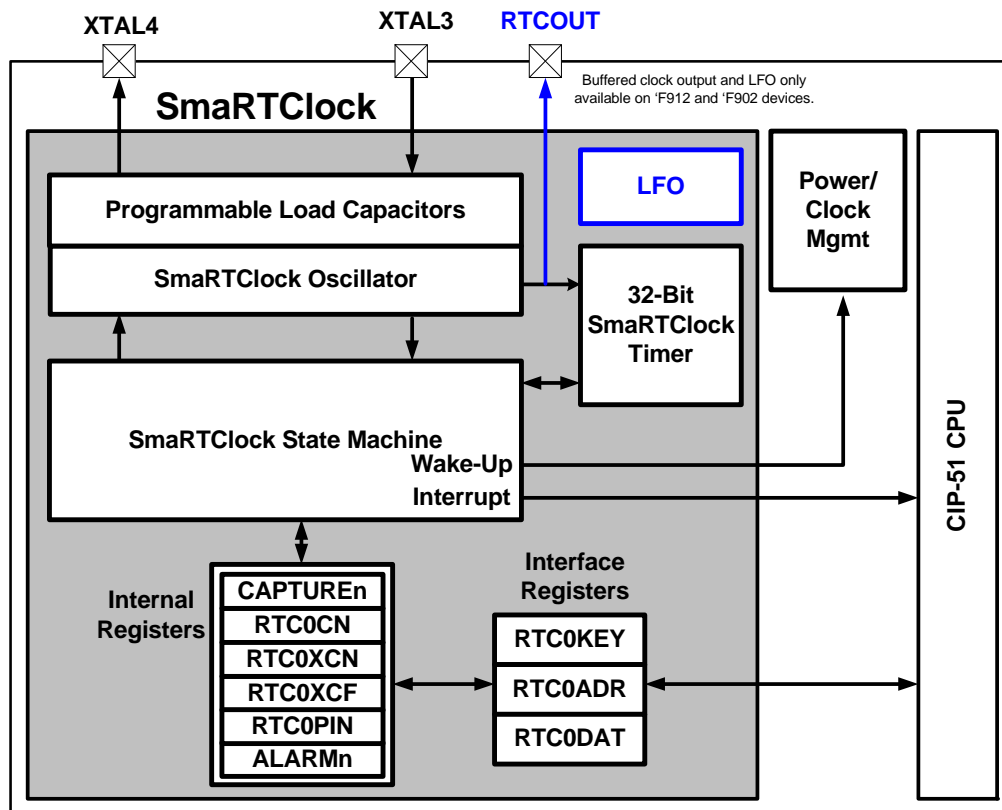 XTAL4
XTAL3
RTCOUT
Buffered clock output and LFO only
available on ‘F912 and ‘F902 devices.
SmaRTClock
LFO
Power/
Clock
Mgmt
Programmable Load Capacitors
SmaRTClock Oscillator
32-Bit
SmaRTClock
Timer
SmaRTClock State Machine
Wake-Up
Interrupt
CIP-51 CPU
Internal
Registers
CAPTUREn
RTC0CN
RTC0XCN
RTC0XCF
RTC0PIN
ALARMn
Interface
Registers
RTC0KEY
RTC0ADR
RTC0DAT